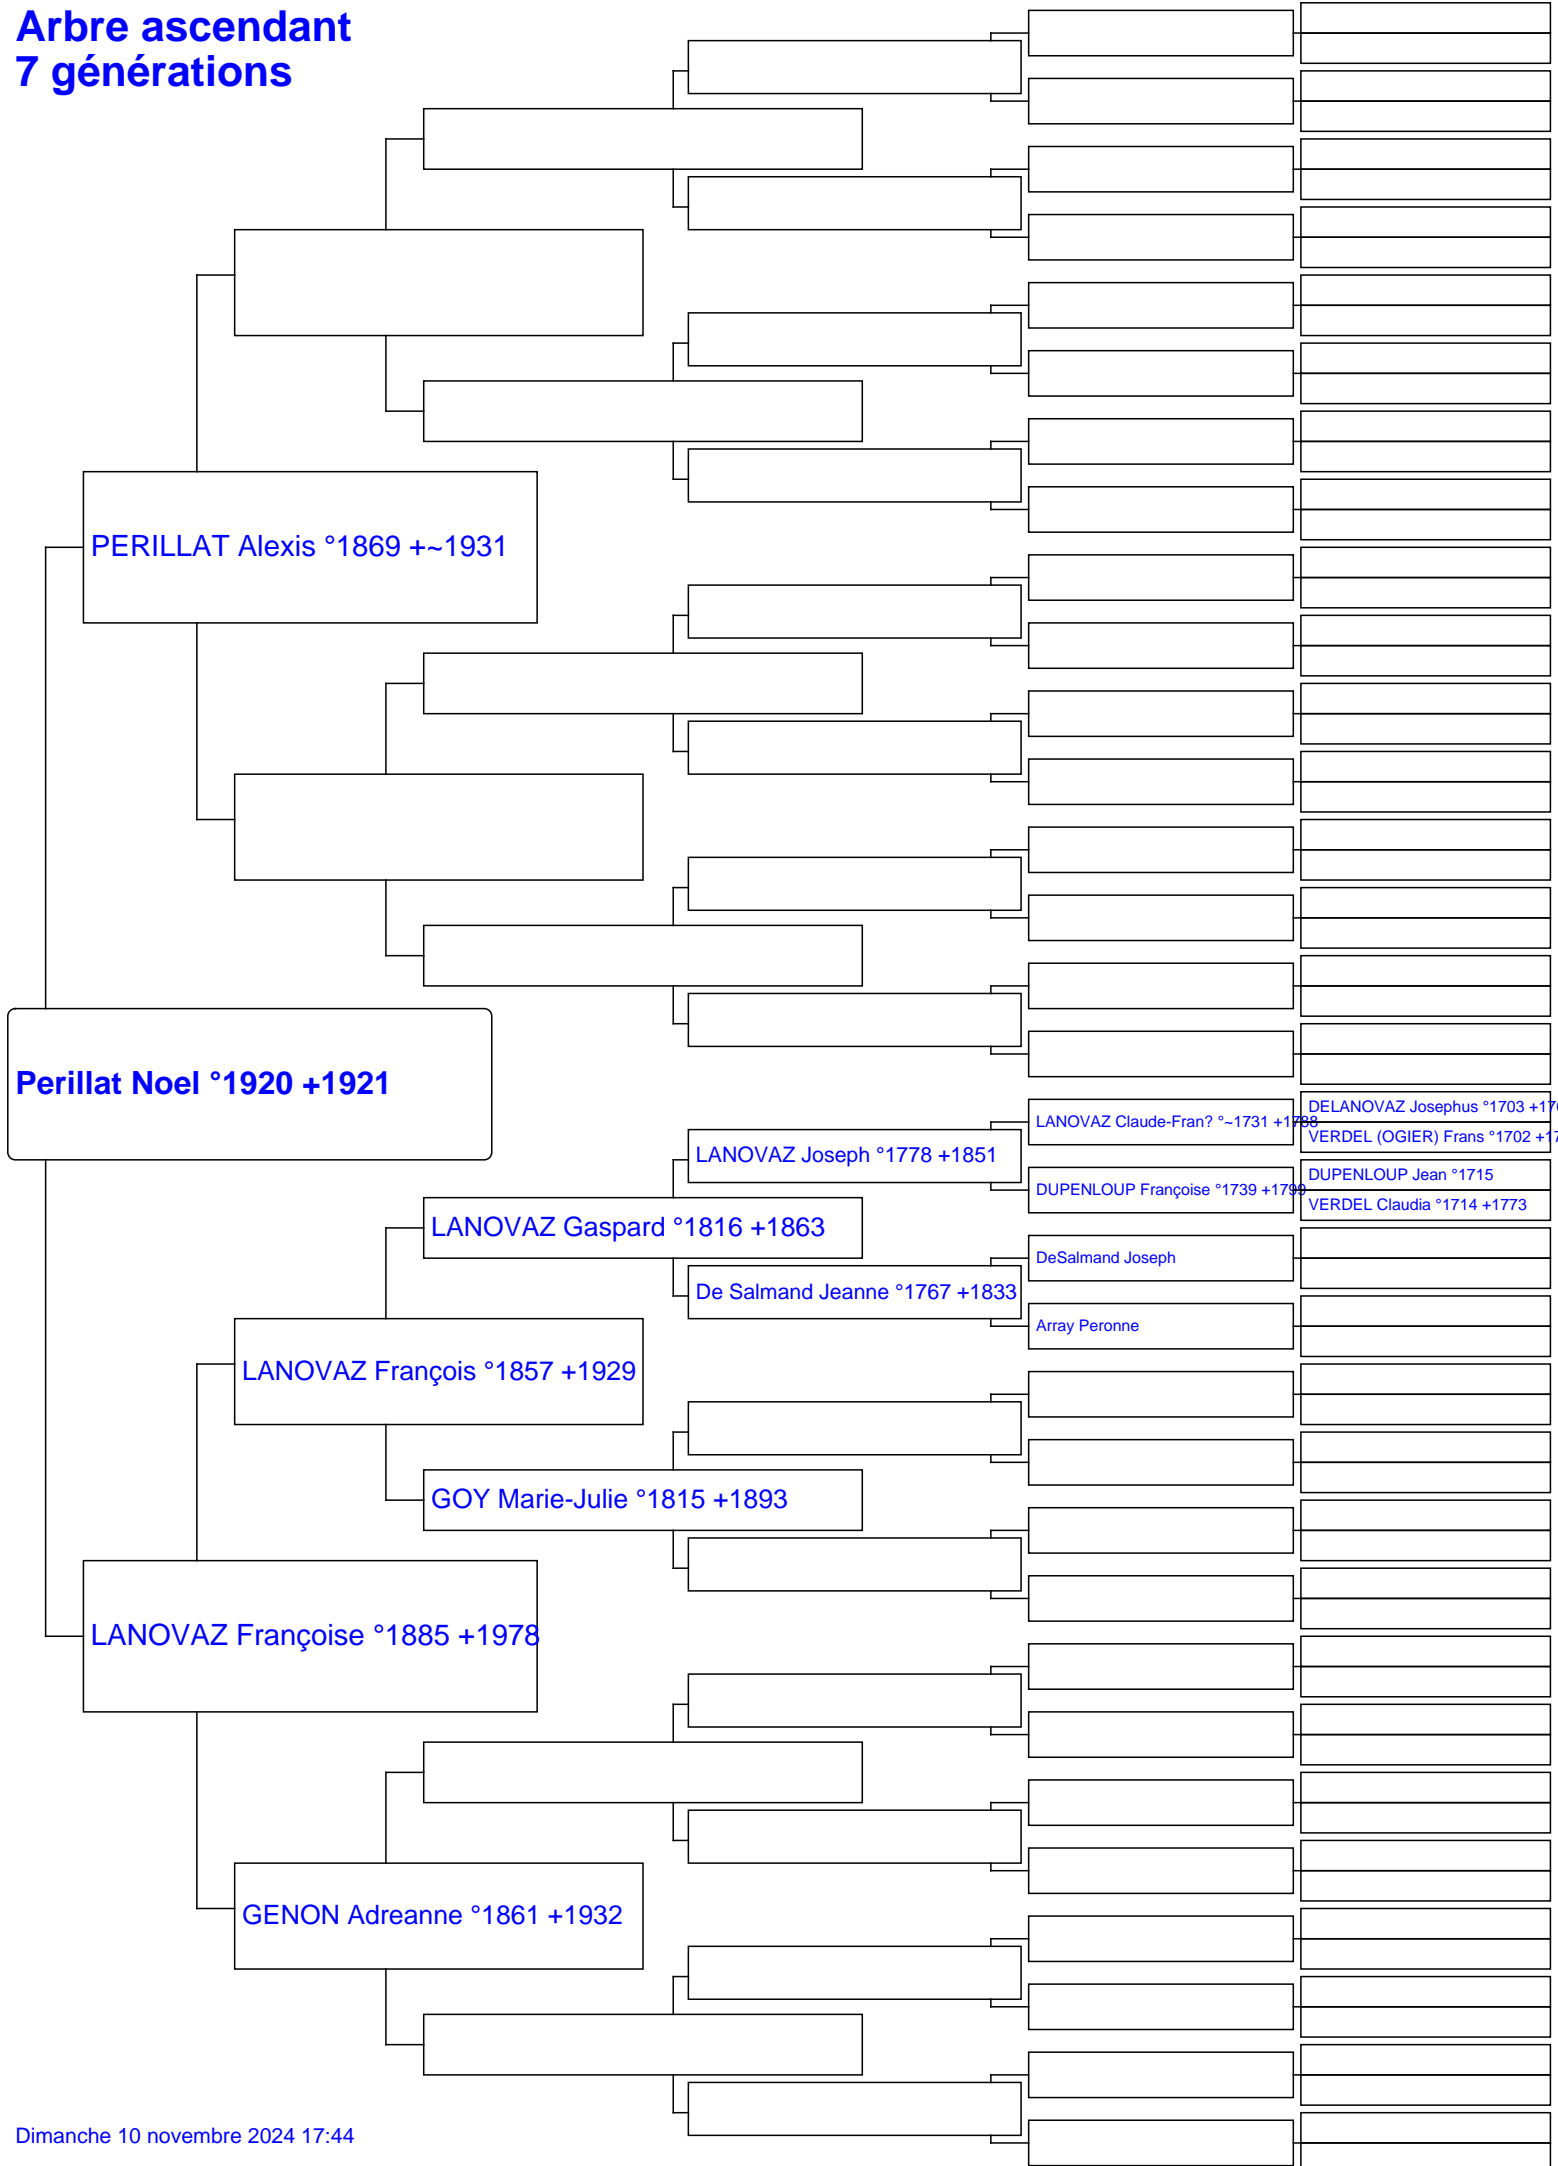 Arbre ascendant
7 générations
PERILLAT Alexis °1869 +~1931
Perillat Noel °1920 +1921
LANOVAZ Claude-Fran? °~1731 +1788
DELANOVAZ Josephus °1703 +
VERDEL (OGIER) Frans °1702 +
LANOVAZ Joseph °1778 +1851
DUPENLOUP Françoise °1739 +1799
DUPENLOUP Jean °1715
VERDEL Claudia °1714 +1773
LANOVAZ Gaspard °1816 +1863
De Salmand Jeanne °1767 +1833
DeSalmand Joseph
Array Peronne
LANOVAZ François °1857 +1929
GOY Marie-Julie °1815 +1893
LANOVAZ Françoise °1885 +1978
GENON Adreanne °1861 +1932
Dimanche 10 novembre 2024 17:44